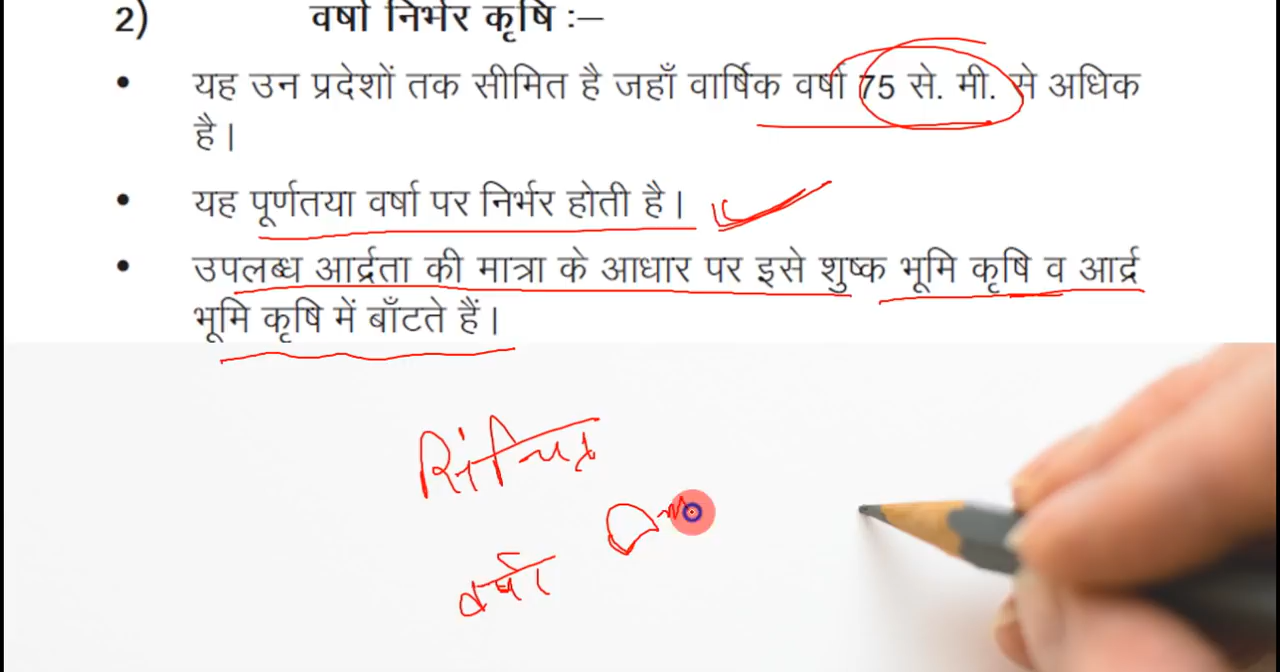 2) वर्षा निर्भर कृषि :–
• यह उन प्रदेशों तक सीमित है जहाँ वार्षिक वर्षा 75 से. मी. से अधिक
है।
• यह पूर्णतया वर्षा पर निर्भर होती है।
• उपलब्ध आर्द्रता की मात्रा के आधार पर इसे शुष्क भूमि कृषि व आर्द्र
भूमि कृषि में बाँटते हैं।
वर्षा